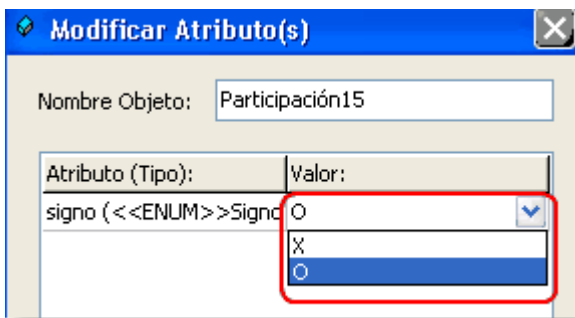 Modificar Atributo(s)
Nombre Objeto: Participación15
Atributo (Tipo): Valor:
signo (<<ENUM>>Signo O
X
O